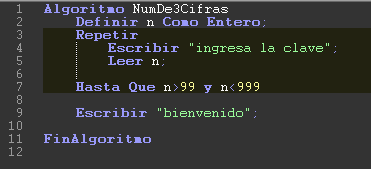 1 Algoritmo NumDe3Cifras
2 Definir n Como Entero;
3 Repetir
4 Escribir "ingresa la clave";
5 Leer n;
6
7 Hasta Que n>99 y n<999
8
9 Escribir "bienvenido";
10
11 FinAlgoritmo
12